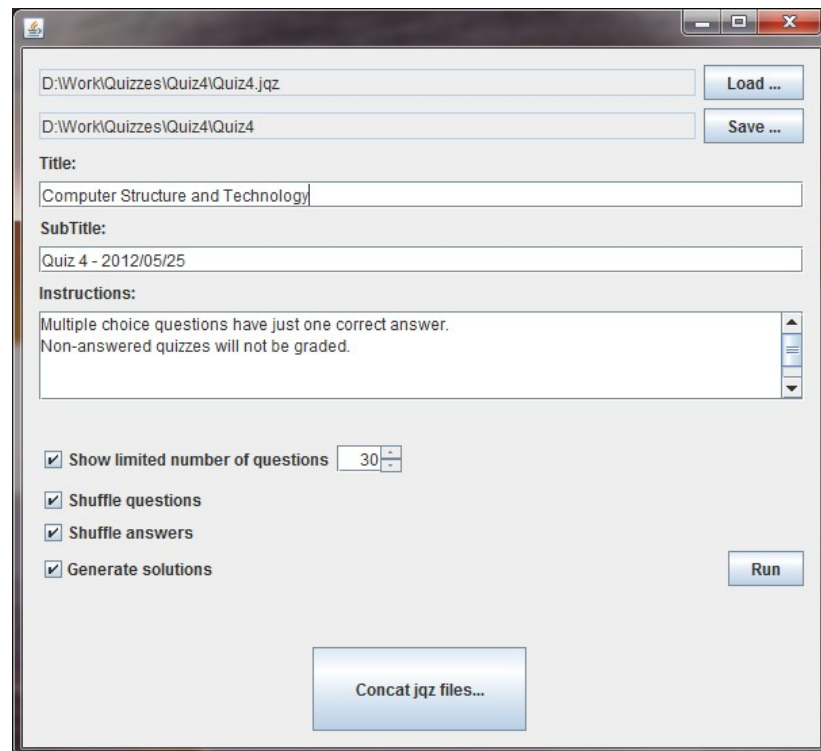 D:\Work\Quizzes\Quiz4\Quiz4.jqz
Load ...
D:\Work\Quizzes\Quiz4\Quiz4
Save ...
Title:
Computer Structure and Technology
SubTitle:
Quiz 4 - 2012/05/25
Instructions:
Multiple choice questions have just one correct answer.
Non-answered quizzes will not be graded.
Show limited number of questions 30
Shuffle questions
Shuffle answers
Generate solutions
Run
Concat jqz files...